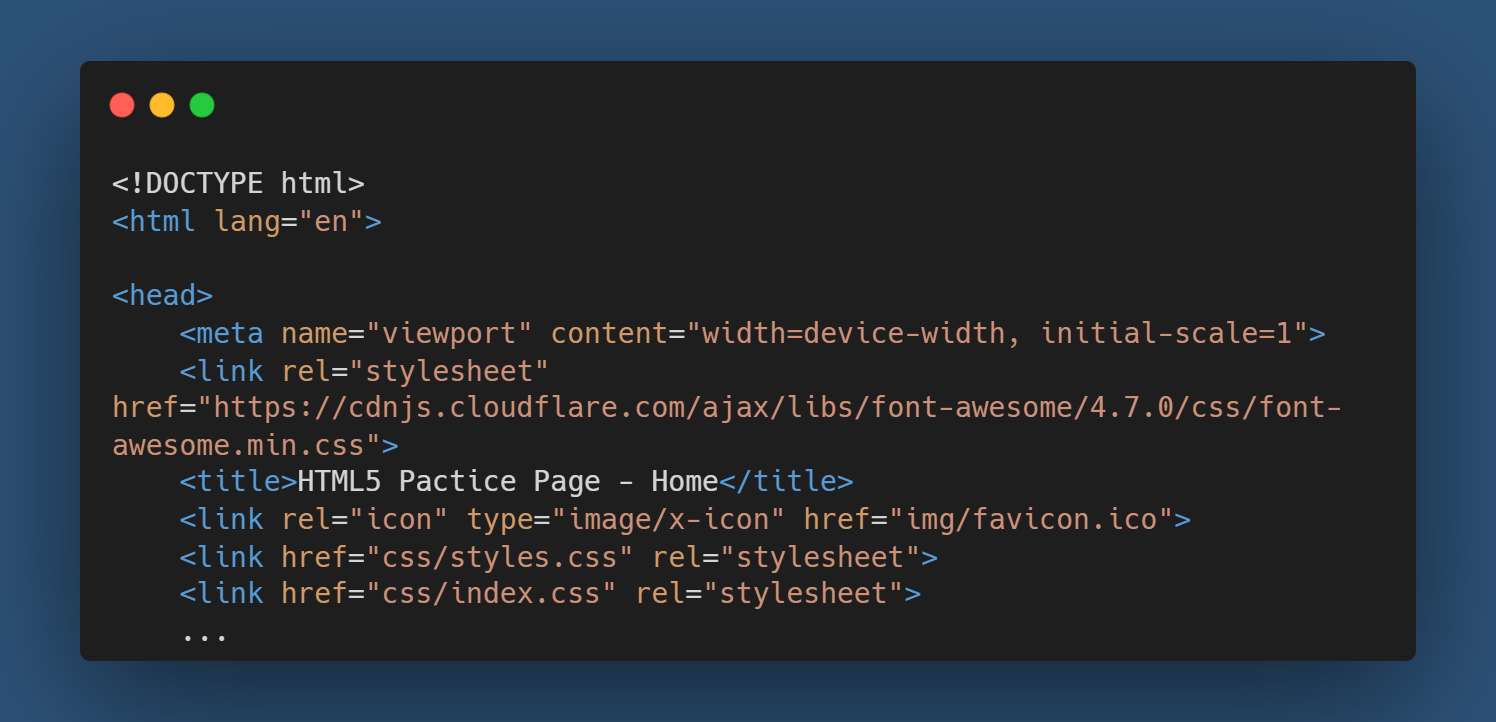 <!DOCTYPE html>
<html lang="en">

<head>
    <meta name="viewport" content="width=device-width, initial-scale=1">
    <link rel="stylesheet"
href="https://cdnjs.cloudflare.com/ajax/libs/font-awesome/4.7.0/css/font-
awesome.min.css">
    <title>HTML5 Pactice Page - Home</title>
    <link rel="icon" type="image/x-icon" href="img/favicon.ico">
    <link href="css/styles.css" rel="stylesheet">
    <link href="css/index.css" rel="stylesheet">
    ...